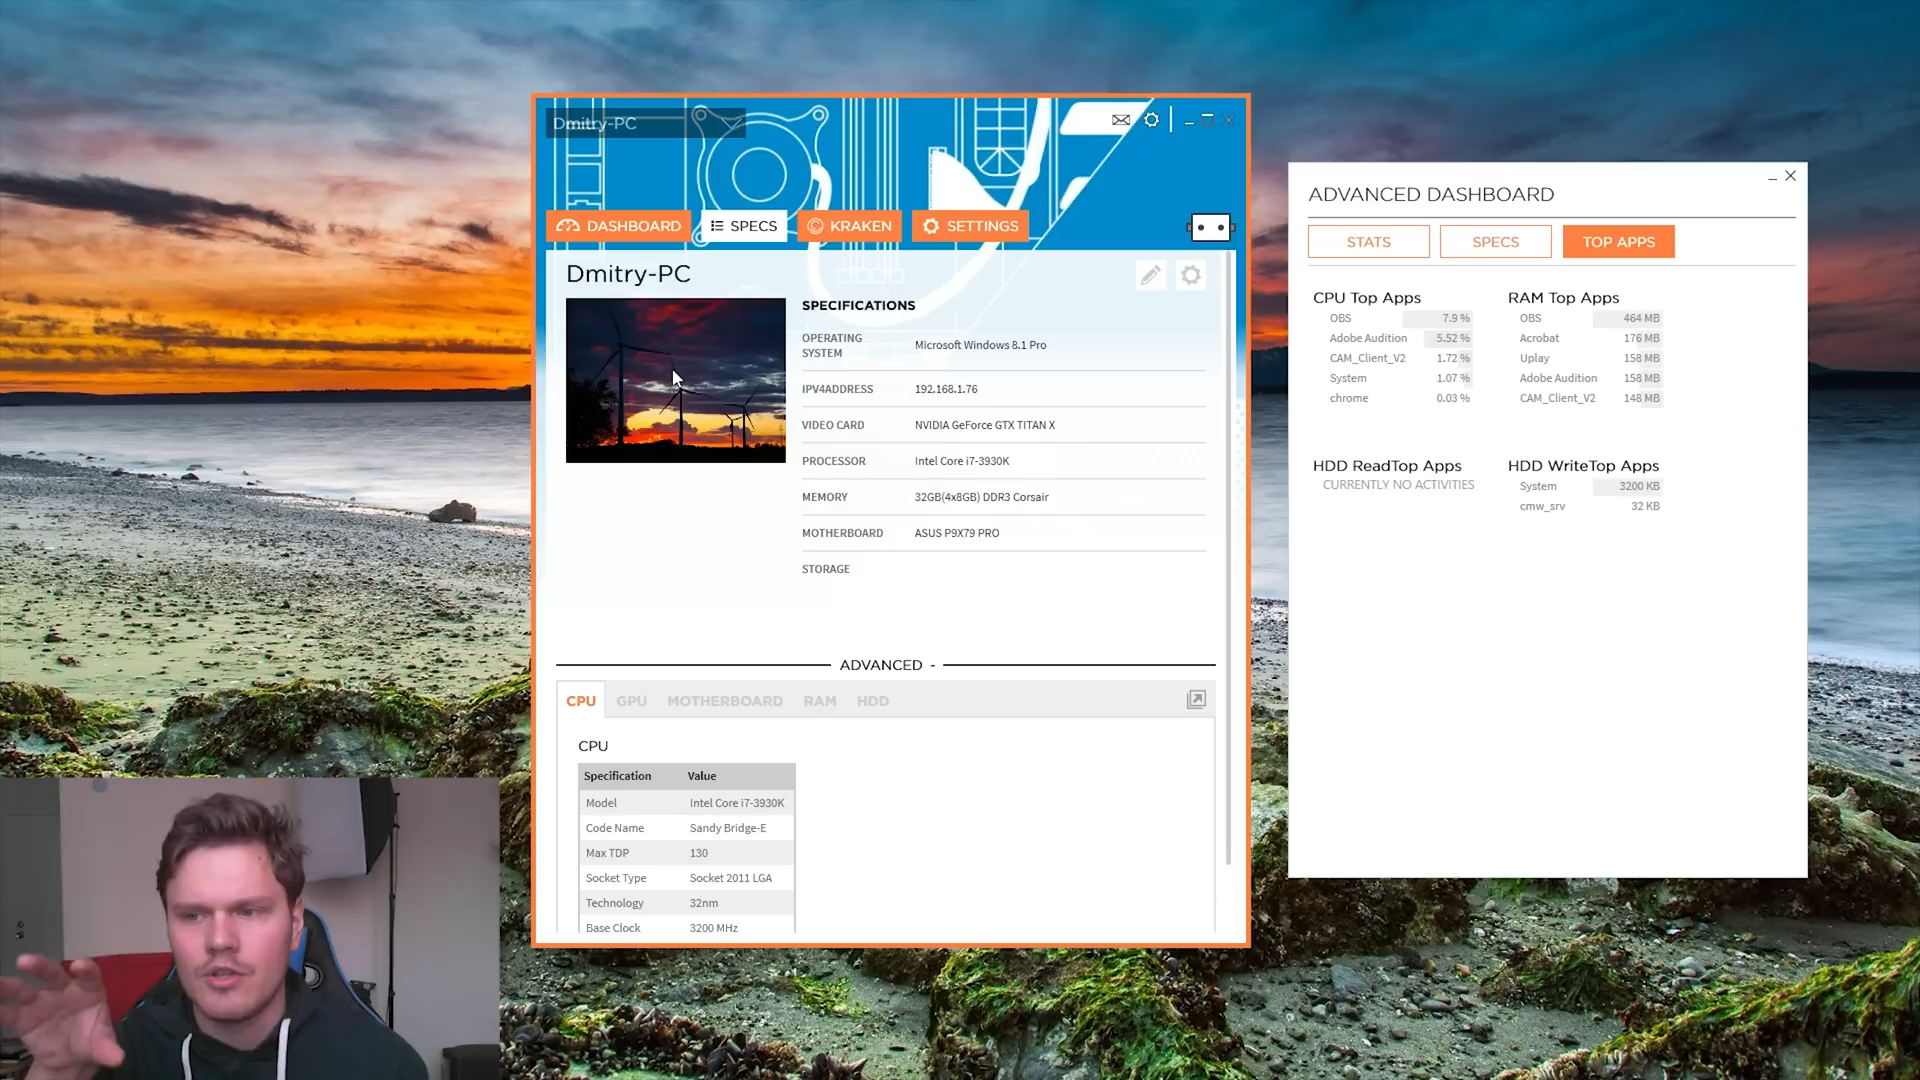 Dmitry-PC
DASHBOARD
SPECS
KRAKEN
SETTINGS
Dmitry-PC
SPECIFICATIONS
OPERATING SYSTEM Microsoft Windows 8.1 Pro
IPV4ADDRESS 192.168.1.76
VIDEO CARD NVIDIA GeForce GTX TITAN X
PROCESSOR Intel Core i7-3930K
MEMORY 32GB(4x8GB) DDR3 Corsair
MOTHERBOARD ASUS P9X79 PRO
STORAGE
ADVANCED -
CPU GPU MOTHERBOARD RAM HDD
CPU
Specification Value
Model Intel Core i7-3930K
Code Name Sandy Bridge-E
Max TDP 130
Socket Type Socket 2011 LGA
Technology 32nm
Base Clock 3200 MHz
ADVANCED DASHBOARD
STATS
SPECS
TOP APPS
CPU Top Apps
OBS 7.9 %
Adobe Audition 5.52 %
CAM_Client_V2 1.72 %
System 1.07 %
chrome 0.03 %
RAM Top Apps
OBS 464 MB
Acrobat 176 MB
Uplay 158 MB
Adobe Audition 158 MB
CAM_Client_V2 148 MB
HDD ReadTop Apps
CURRENTLY NO ACTIVITIES
HDD WriteTop Apps
System 3200 KB
cmw_srv 32 KB